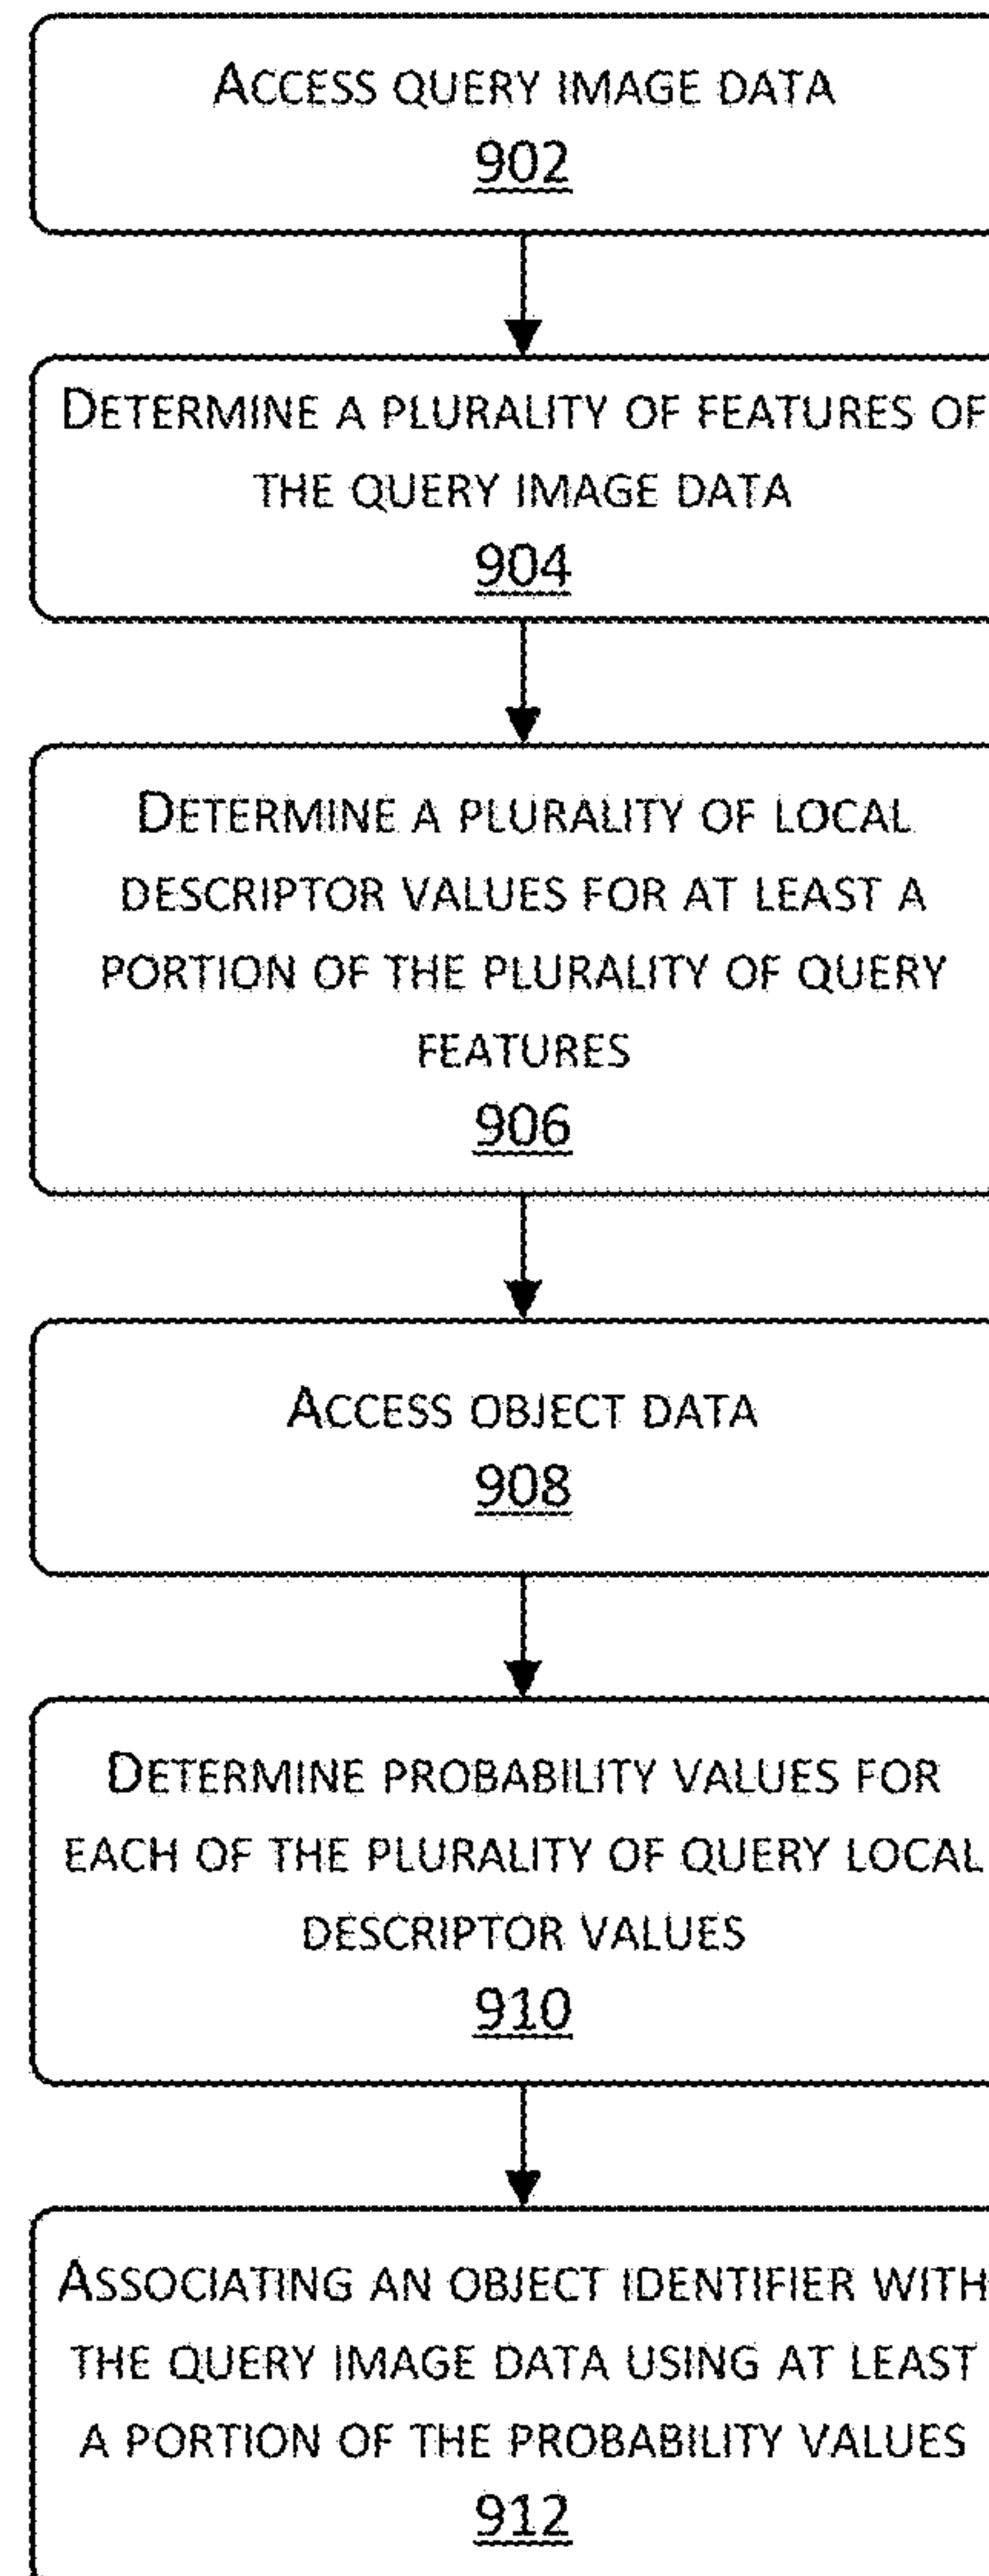 ACCESS QUERY IMAGE DATA
902
DETERMINE A PLURALITY OF FEATURES OF
THE QUERY IMAGE DATA
904
DETERMINE A PLURALITY OF LOCAL
DESCRIPTOR VALUES FOR AT LEAST A
PORTION OF THE PLURALITY OF QUERY
FEATURES
906
ACCESS OBJECT DATA
908
DETERMINE PROBABILITY VALUES FOR
EACH OF THE PLURALITY OF QUERY LOCAL
DESCRIPTOR VALUES
910
ASSOCIATING AN OBJECT IDENTIFIER WITH
THE QUERY IMAGE DATA USING AT LEAST
A PORTION OF THE PROBABILITY VALUES
912